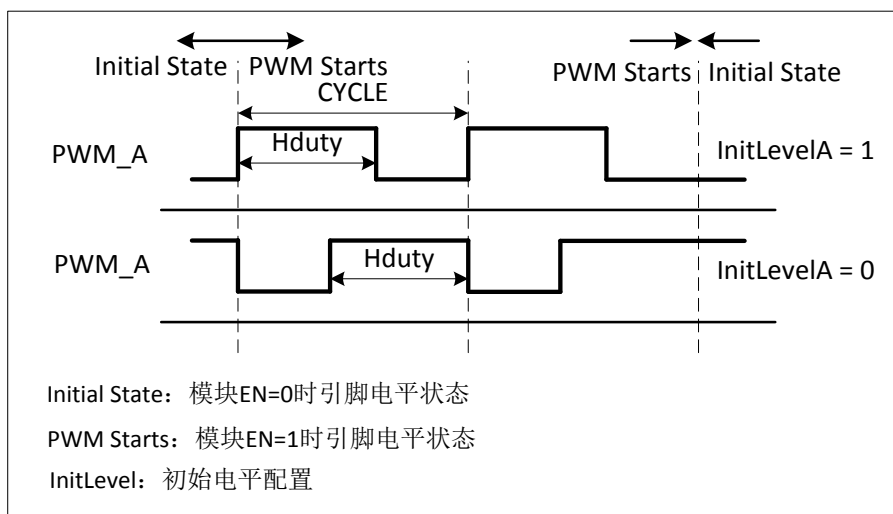 Initial State PWM Starts PWM Starts Initial State
CYCLE
PWM_A Hduty InitLevelA = 1
PWM_A Hduty InitLevelA = 0
Initial State：模块EN=0时引脚电平状态
PWM Starts：模块EN=1时引脚电平状态
InitLevel：初始电平配置